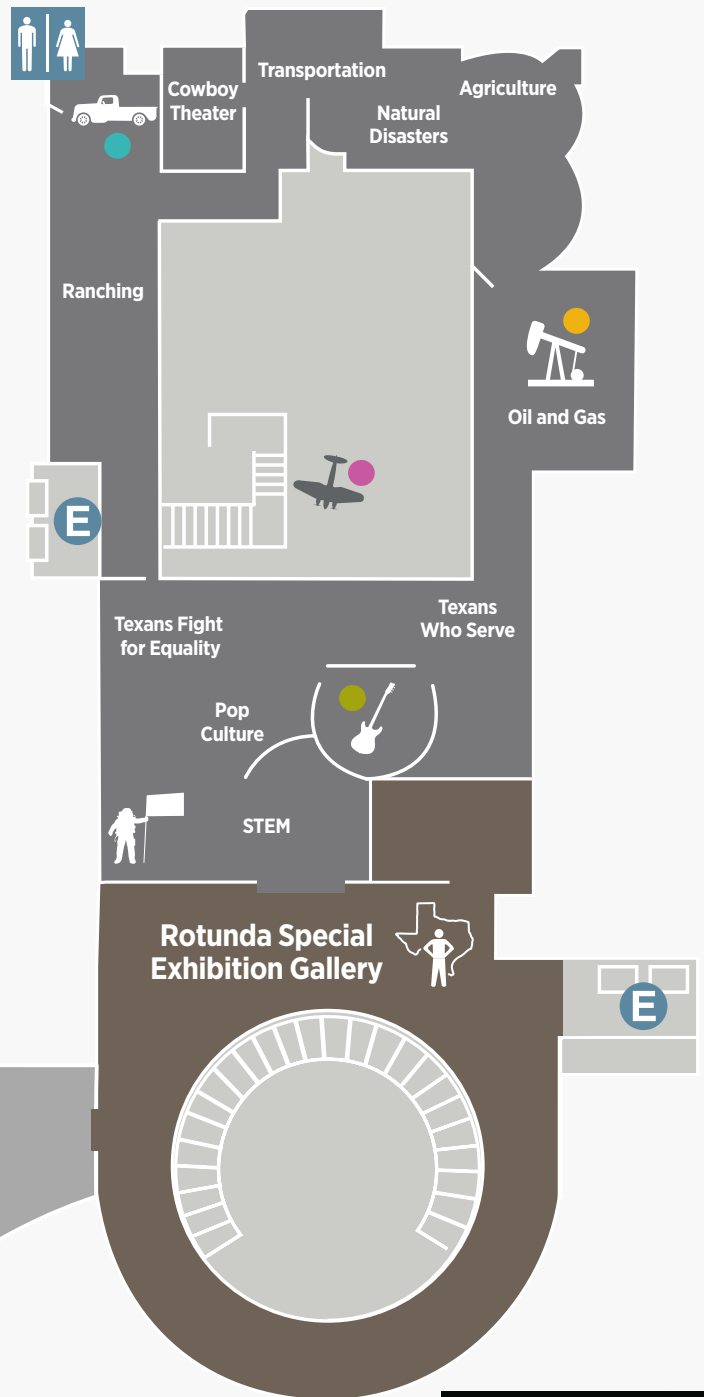 Transportation
Cowboy
Theater
Agriculture
Natural
Disasters
Ranching
Oil and Gas
E
Texans
Who Serve
Texans Fight
for Equality
Pop
Culture
STEM
Rotunda Special
Exhibition Gallery
E